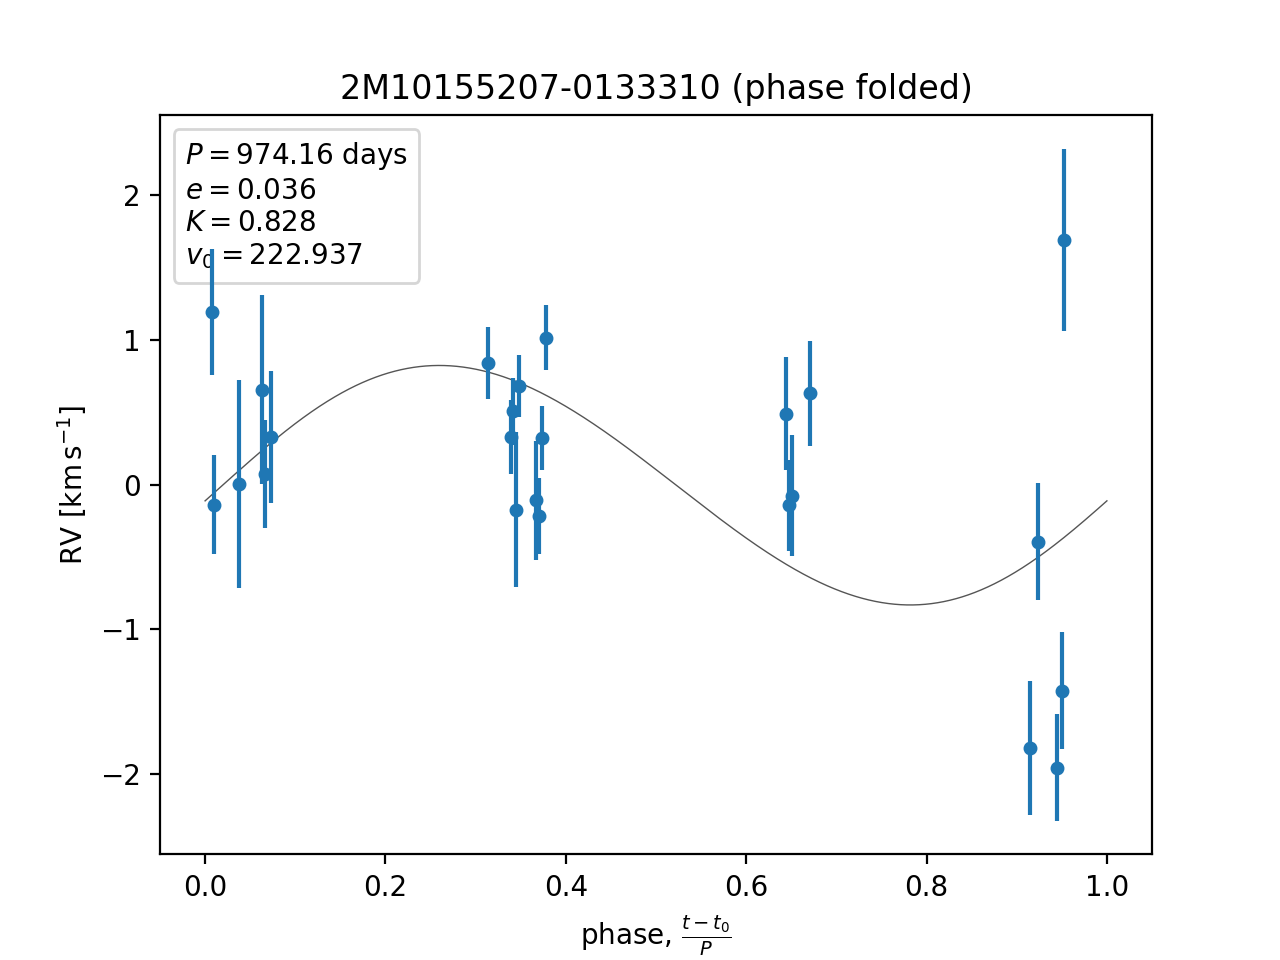 2M10155207-0133310 (phase folded)
P = 974.16 days
e = 0.036
K = 0.828
v₀ = 222.937
RV [km s⁻¹]
2
1
0
−1
−2
0.0 0.2 0.4 0.6 0.8 1.0
phase, (t − t₀)/P